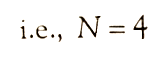 i.e., N = 4